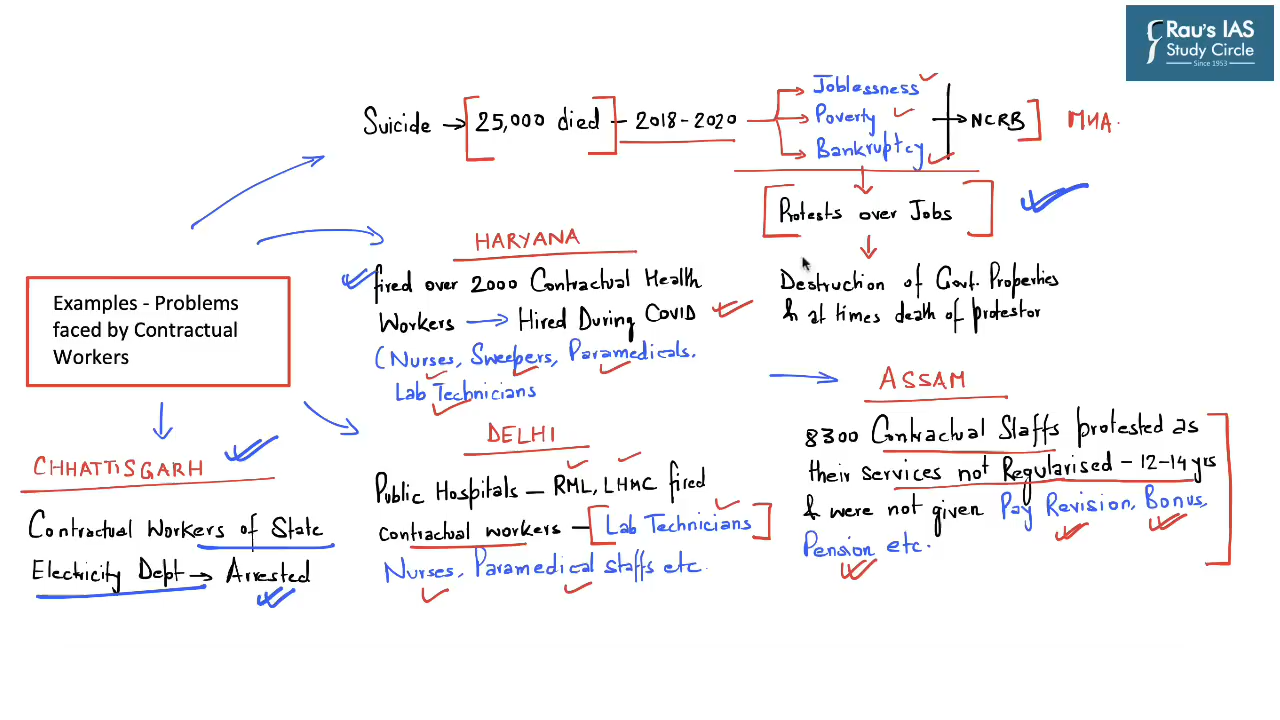 Rau's IAS
Study Circle
Since 1953
Suicide → 25,000 died - 2018-2020
Joblessness
Poverty
Bankruptcy
NCRB
MHA.
Protests over Jobs
Destruction of Govt. Properties
& at times death of protestor
Examples - Problems
faced by Contractual
Workers
HARYANA
fired over 2000 Contractual Health
Workers → Hired During COVID
(Nurses, Sweepers, Paramedicals.
Lab Technicians
CHHATTISGARH
Contractual Workers of State
Electricity Dept → Arrested
DELHI
Public Hospitals - RML, LHMC fired
contractual workers - [Lab Technicians]
Nurses, Paramedical staffs etc.
ASSAM
8300 Contractual Staffs protested as
their services not Regularised - 12-14 yrs
& were not given Pay Revision, Bonus,
Pension etc.